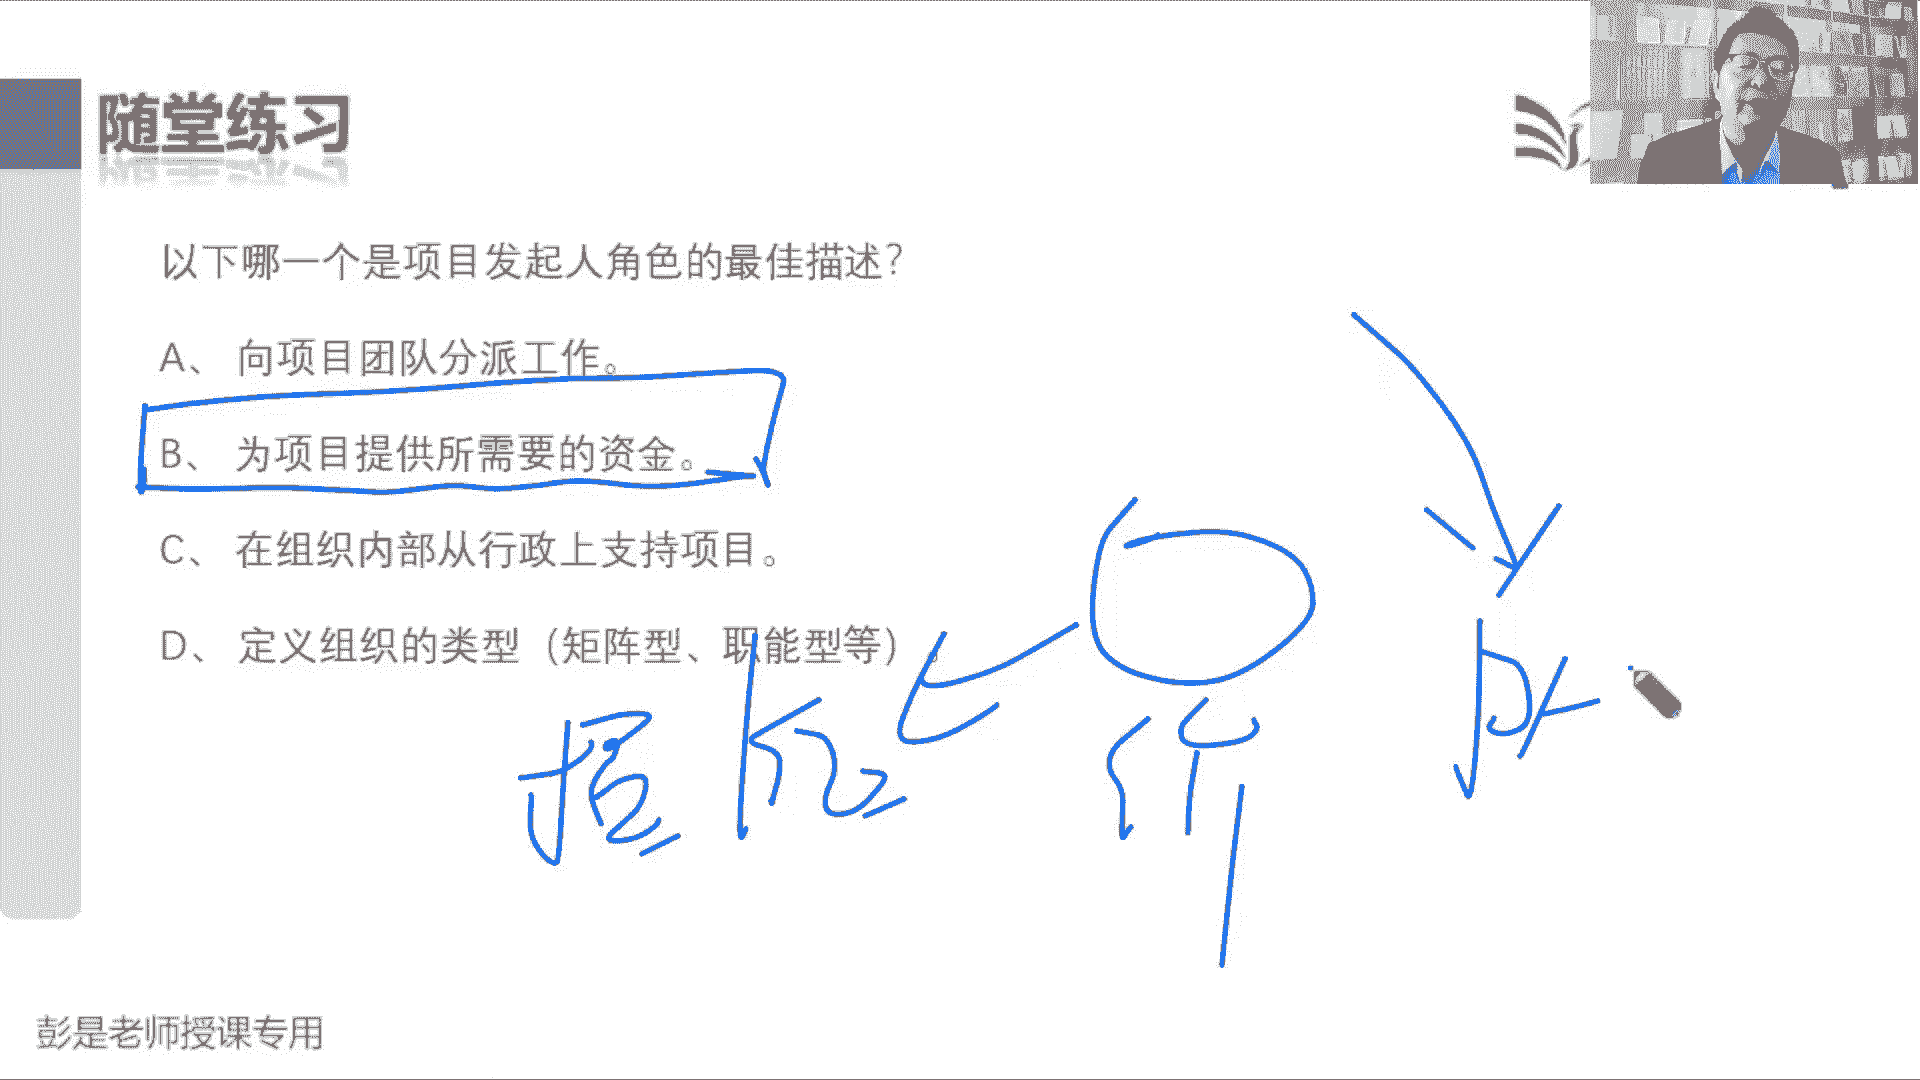 随堂练习
以下哪一个是项目发起人角色的最佳描述？
A、 向项目团队分派工作。
B、 为项目提供所需要的资金。
C、 在组织内部从行政上支持项目。
D、 定义组织的类型（矩阵型、职能型等）。
彭是老师授课专用